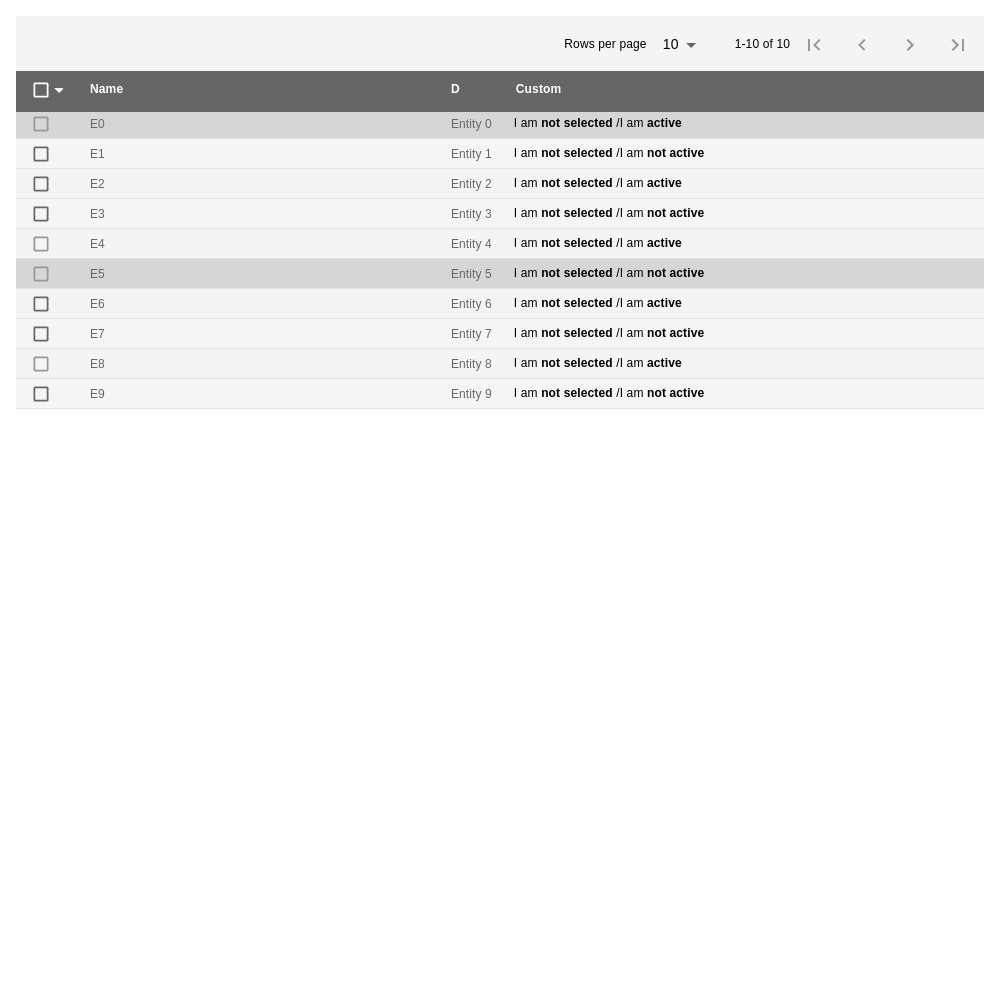 Rows per page 10 1-10 of 10
Name D Custom
E0 Entity 0 I am not selected /I am active
E1 Entity 1 I am not selected /I am not active
E2 Entity 2 I am not selected /I am active
E3 Entity 3 I am not selected /I am not active
E4 Entity 4 I am not selected /I am active
E5 Entity 5 I am not selected /I am not active
E6 Entity 6 I am not selected /I am active
E7 Entity 7 I am not selected /I am not active
E8 Entity 8 I am not selected /I am active
E9 Entity 9 I am not selected /I am not active